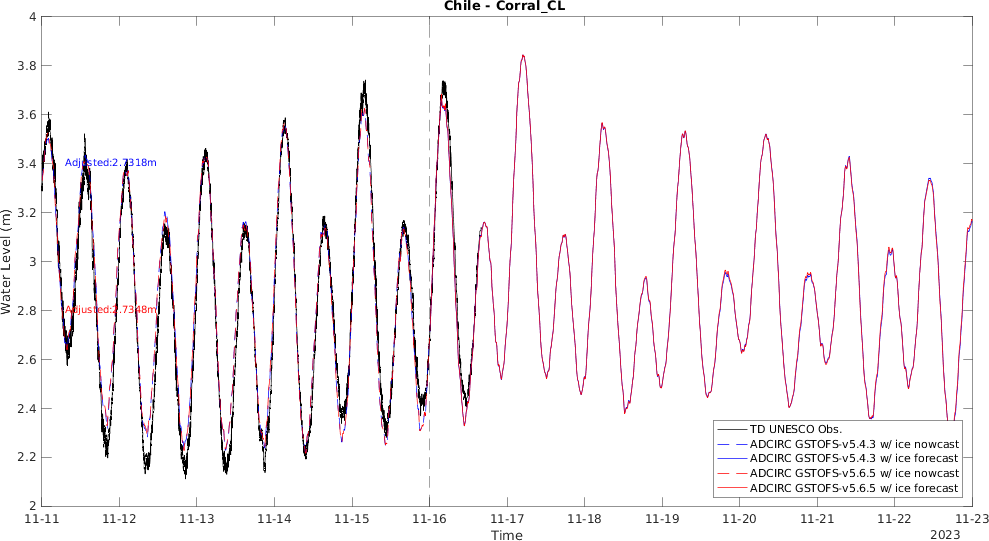 Chile - Corral_CL
4
3.8
3.6
3.4
3.2
3
2.8
2.6
2.4
2.2
2
Water Level (m)
Adjusted:2.7318m
Adjusted:2.7348m
TD UNESCO Obs.
ADCIRC GSTOFS-v5.4.3 w/ ice nowcast
ADCIRC GSTOFS-v5.4.3 w/ ice forecast
ADCIRC GSTOFS-v5.6.5 w/ ice nowcast
ADCIRC GSTOFS-v5.6.5 w/ ice forecast
11-11 11-12 11-13 11-14 11-15 11-16 11-17 11-18 11-19 11-20 11-21 11-22 11-23
Time
2023